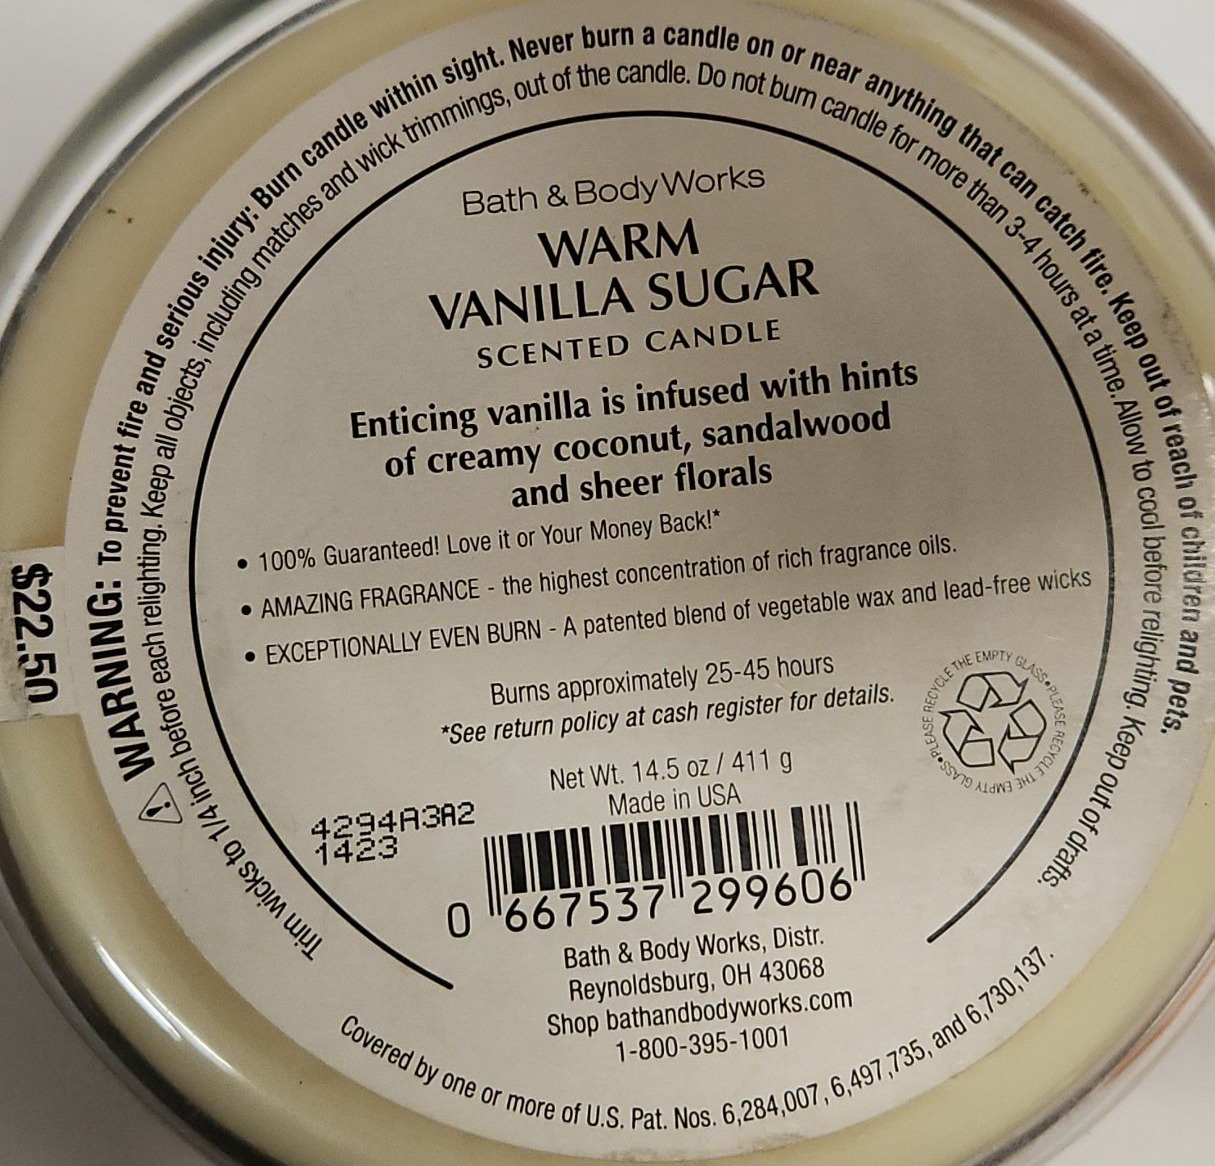 Bath & Body Works
WARM
VANILLA SUGAR
SCENTED CANDLE
Enticing vanilla is infused with hints
of creamy coconut, sandalwood
and sheer florals
• 100% Guaranteed! Love it or Your Money Back!*
• AMAZING FRAGRANCE - the highest concentration of rich fragrance oils.
• EXCEPTIONALLY EVEN BURN - A patented blend of vegetable wax and lead-free wicks
Burns approximately 25-45 hours
*See return policy at cash register for details.
Net Wt. 14.5 oz / 411 g
Made in USA
4294A3A2
1423
0 667537 299606
Bath & Body Works, Distr.
Reynoldsburg, OH 43068
Shop bathandbodyworks.com
1-800-395-1001
PLEASE RECYCLE THE EMPTY GLASS•PLEASE RECYCLE THE EMPTY GLASS•
⚠ WARNING: To prevent fire and serious injury: Burn candle within sight. Never burn a candle on or near anything that can catch fire. Keep out of reach of children and pets.
Trim wicks to 1/4 inch before each relighting. Keep all objects, including matches and wick trimmings, out of the candle. Do not burn candle for more than 3-4 hours at a time. Allow to cool before relighting. Keep out of drafts.
Covered by one or more of U.S. Pat. Nos. 6,284,007, 6,497,735, and 6,730,137.
$22.50